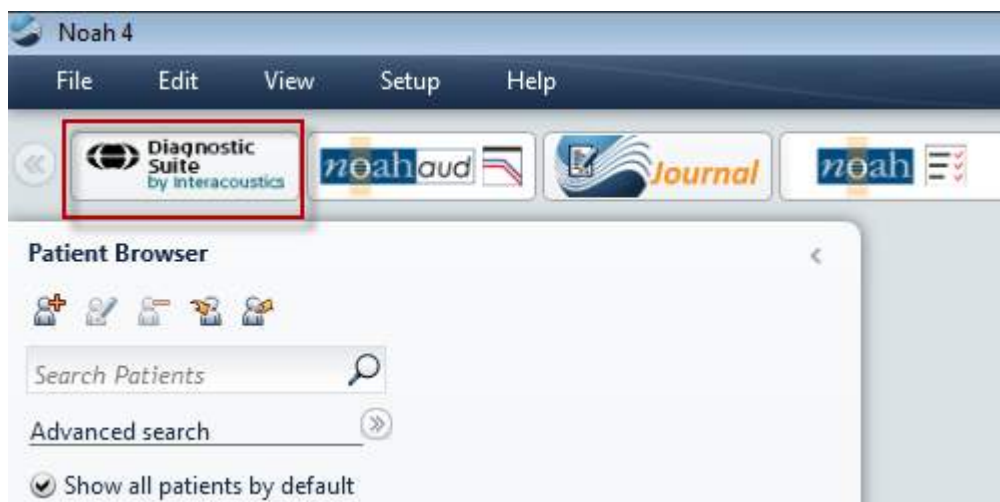 Noah 4
File Edit View Setup Help
Diagnostic
Suite
by Interacoustics
noahaud
Journal
noah
Patient Browser
Search Patients
Advanced search
Show all patients by default